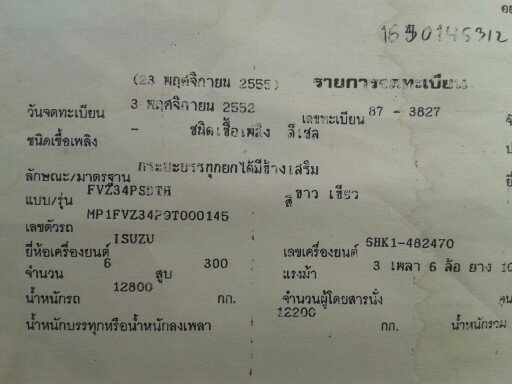 1530145312
(23 พฤศจิกายน 2555) รายการจดทะเบียน
วันจดทะเบียน 3 พฤศจิกายน 2552 เลขทะเบียน 87 - 3827
ชนิดเชื้อเพลิง - ชนิดเชื้อเพลิง ดีเซล
ลักษณะ/มาตรฐาน กระบะบรรทุกยกได้มีข้างเสริม
แบบ/รุ่น FVZ34PSDTH สี ขาว เขียว
เลขตัวรถ MP1FVZ34P9T000145
ยี่ห้อเครื่องยนต์ ISUZU เลขเครื่องยนต์ 6HK1-482470
จำนวน 6 สูบ 300 แรงม้า 3 เพลา 6 ล้อ ยาง 10
น้ำหนักรถ 12800 กก. จำนวนผู้โดยสารนั่ง
น้ำหนักบรรทุกหรือน้ำหนักลงเพลา 12200 กก. น้ำหนักรวม